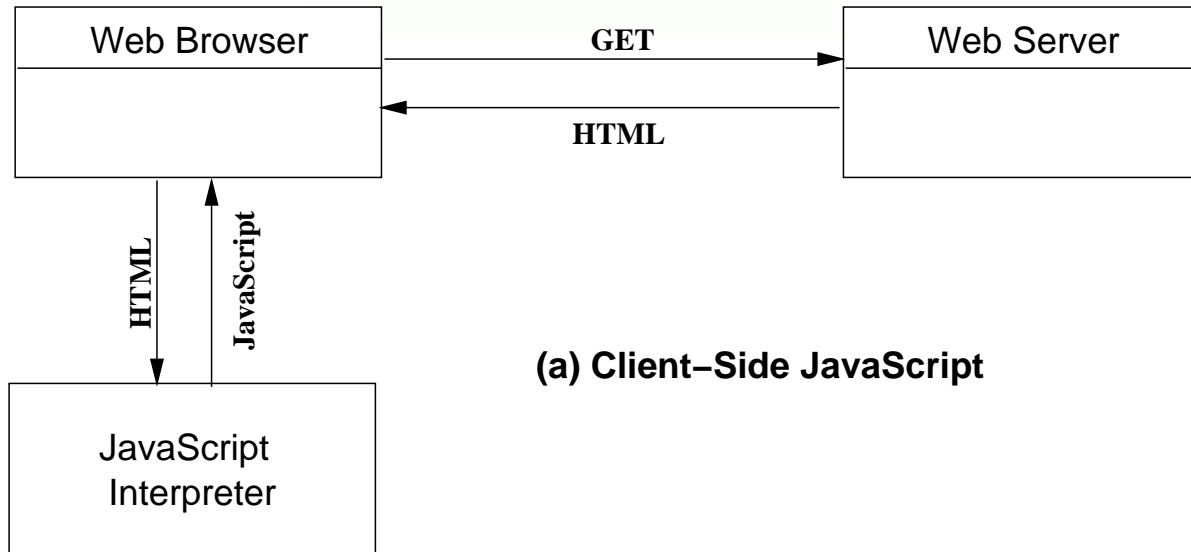 Web Browser
GET
Web Server
HTML
HTML
JavaScript
(a) Client−Side JavaScript
JavaScript
Interpreter